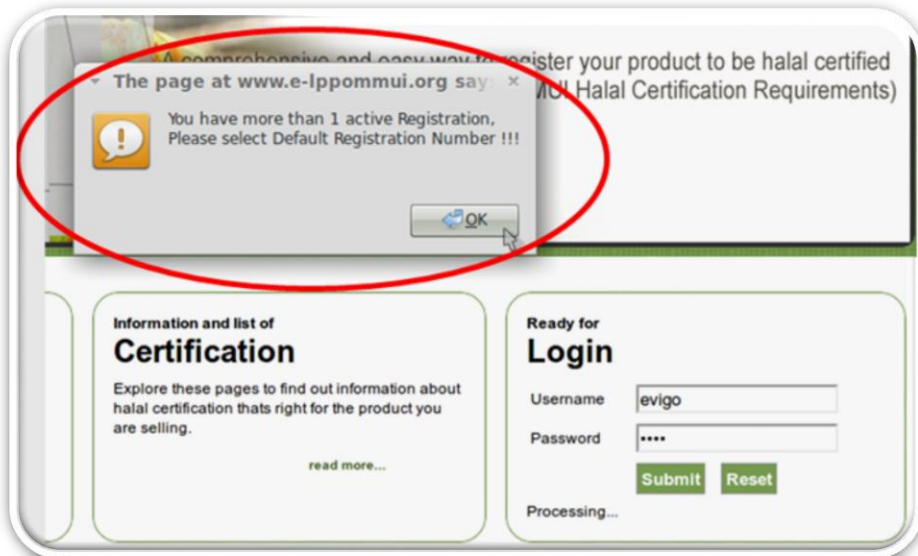 A comprehensive and easy way to register your product to be halal certified
MUI Halal Certification Requirements)
The page at www.e-lppommui.org say
You have more than 1 active Registration,
Please select Default Registration Number !!!
OK
Information and list of
Certification
Explore these pages to find out information about
halal certification thats right for the product you
are selling.
read more...
Ready for
Login
Username evigo
Password ••••
Submit Reset
Processing...